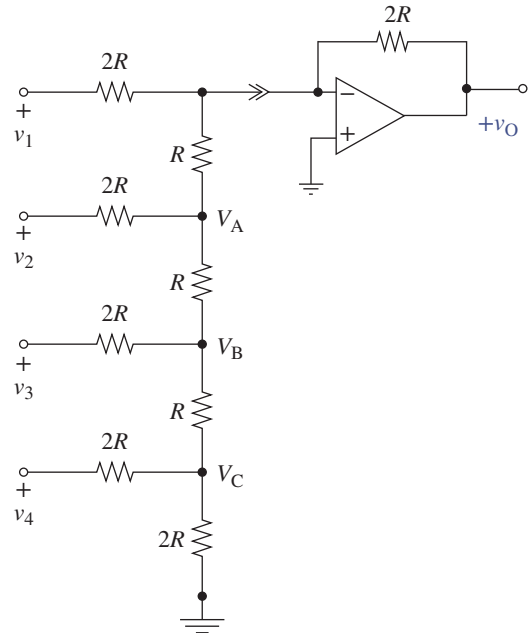 2R
2R
−
+
+
v1
+vO
R
2R
VA
+
v2
R
2R
VB
+
v3
R
2R
VC
+
v4
2R